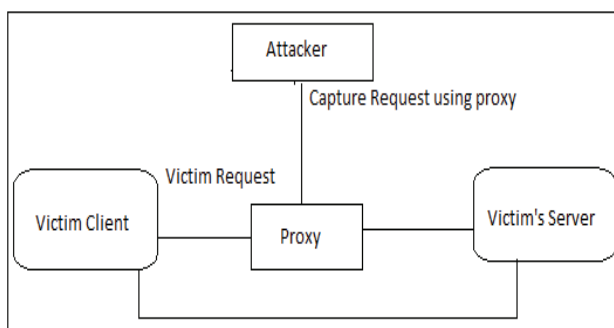 Attacker
Capture Request using proxy
Victim Request
Victim Client
Proxy
Victim's Server